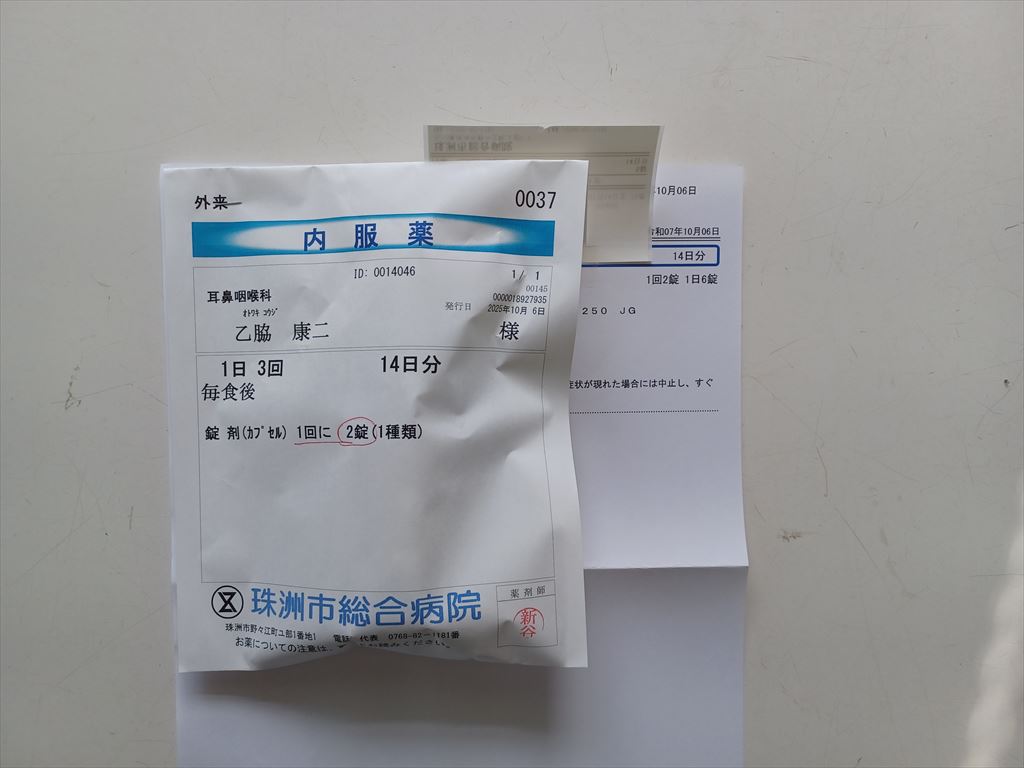 外来
0037
内服薬
ID: 0014046
1/ 1
00145
0000018927935
耳鼻咽喉科
発行日 2025年10月 6日
ｵﾄﾜｷ ｺｳｼﾞ
乙脇 康二 様
1日 3回 14日分
毎食後
錠 剤(ｶﾌﾟｾﾙ) 1回に 2錠(1種類)
珠洲市総合病院
珠洲市野々江町ユ部1番地1 電話 代表 0768-82-1181番
お薬についての注意は、
薬剤師
新谷
10月06日
令和07年10月06日
14日分
1回2錠 1日6錠
250 JG
症状が現れた場合には中止し、すぐ